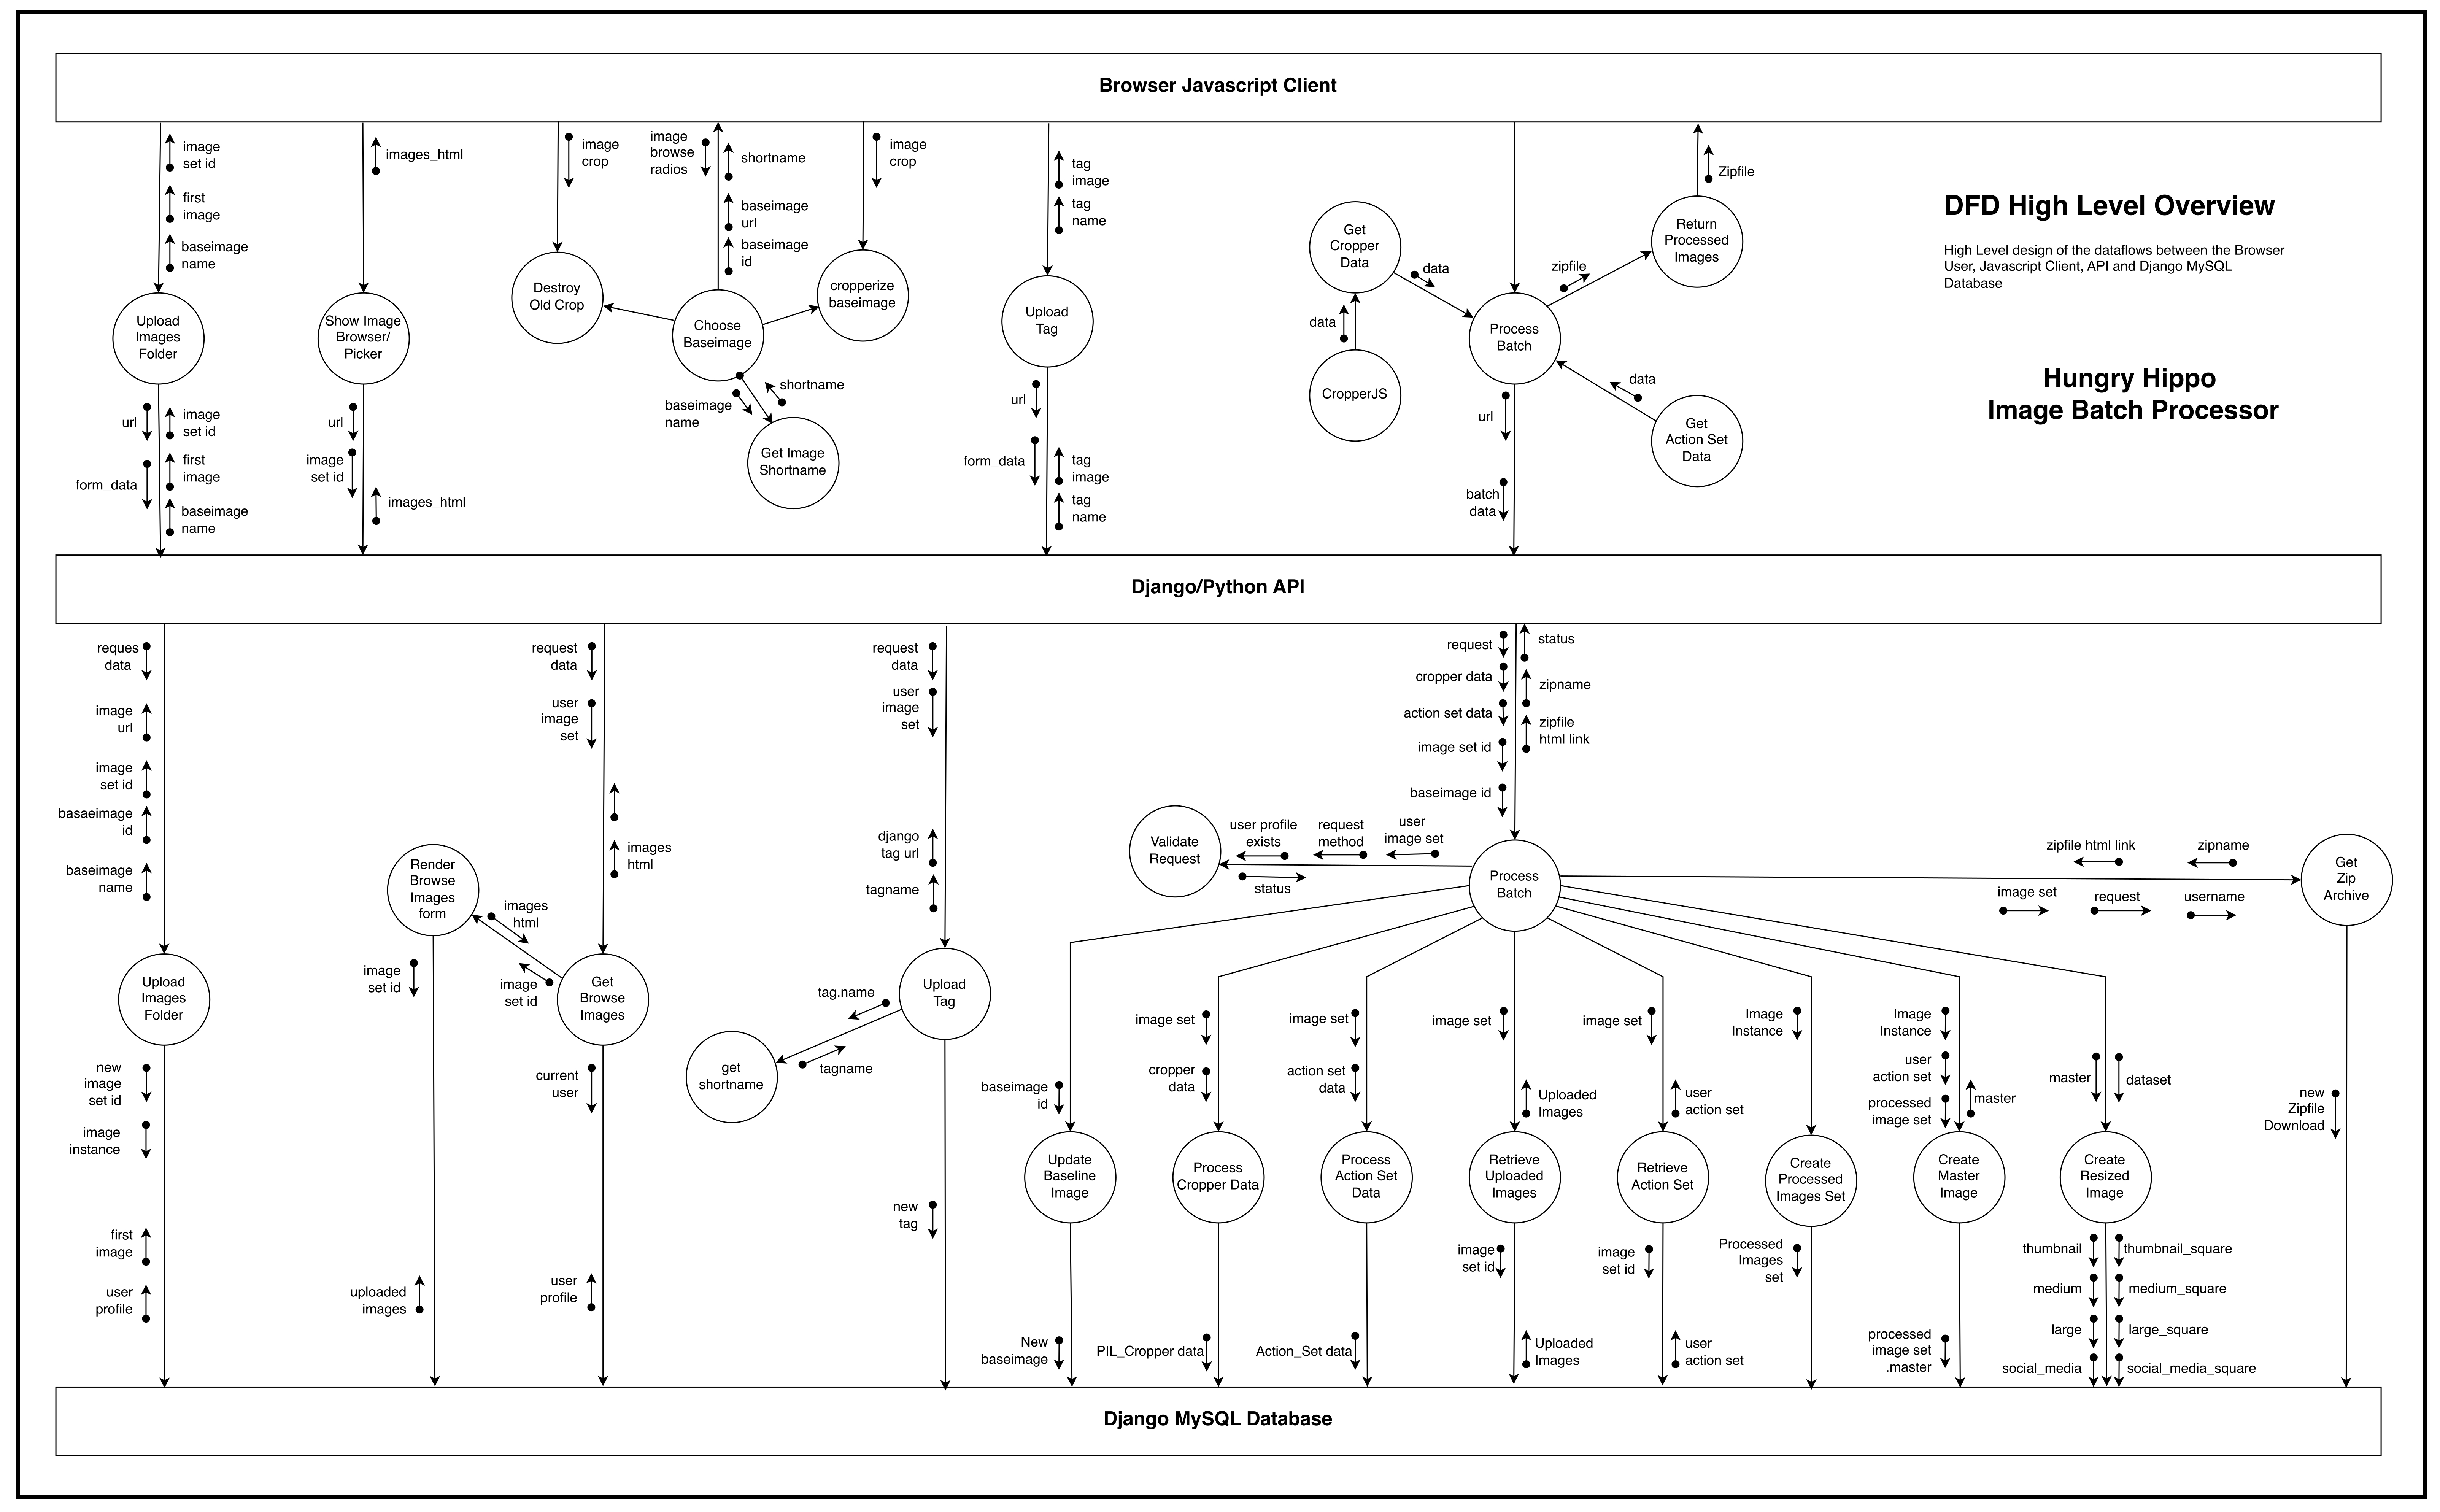 Browser Javascript Client
image
set id
first
image
baseimage
name
images_html
image
crop
image
browse
radios
shortname
baseimage
url
baseimage
id
image
crop
tag
image
tag
name
Zipfile
DFD High Level Overview
High Level design of the dataflows between the Browser
User, Javascript Client, API and Django MySQL
Database
Hungry Hippo
Image Batch Processor
Upload
Images
Folder
Show Image
Browser/
Picker
Destroy
Old Crop
Choose
Baseimage
cropperize
baseimage
Upload
Tag
Get
Cropper
Data
data
zipfile
Return
Processed
Images
data
Process
Batch
CropperJS
data
Get
Action Set
Data
shortname
baseimage
name
Get Image
Shortname
url
image
set id
form_data
first
image
baseimage
name
url
image
set id
images_html
url
form_data
tag
image
tag
name
url
batch
data
Django/Python API
reques
data
image
url
image
set id
basaeimage
id
baseimage
name
request
data
user
image
set
images
html
request
data
user
image
set
django
tag url
tagname
request
cropper data
action set data
image set id
baseimage id
status
zipname
zipfile
html link
Validate
Request
user profile
exists
request
method
user
image set
status
Process
Batch
zipfile html link
zipname
image set
request
username
Get
Zip
Archive
Render
Browse
Images
form
images
html
image
set id
image
set id
Upload
Images
Folder
Get
Browse
Images
Upload
Tag
tag.name
tagname
get
shortname
new
image
set id
image
instance
first
image
user
profile
uploaded
images
current
user
user
profile
new
tag
baseimage
id
image set
cropper
data
image set
action set
data
image set
Uploaded
Images
image set
user
action set
Image
Instance
Image
Instance
user
action set
processed
image set
master
master
dataset
new
Zipfile
Download
Update
Baseline
Image
Process
Cropper Data
Process
Action Set
Data
Retrieve
Uploaded
Images
Retrieve
Action Set
Create
Processed
Images Set
Create
Master
Image
Create
Resized
Image
New
baseimage
PIL_Cropper data
Action_Set data
image
set id
Uploaded
Images
image
set id
user
action set
Processed
Images
set
processed
image set
.master
thumbnail
thumbnail_square
medium
medium_square
large
large_square
social_media
social_media_square
Django MySQL Database